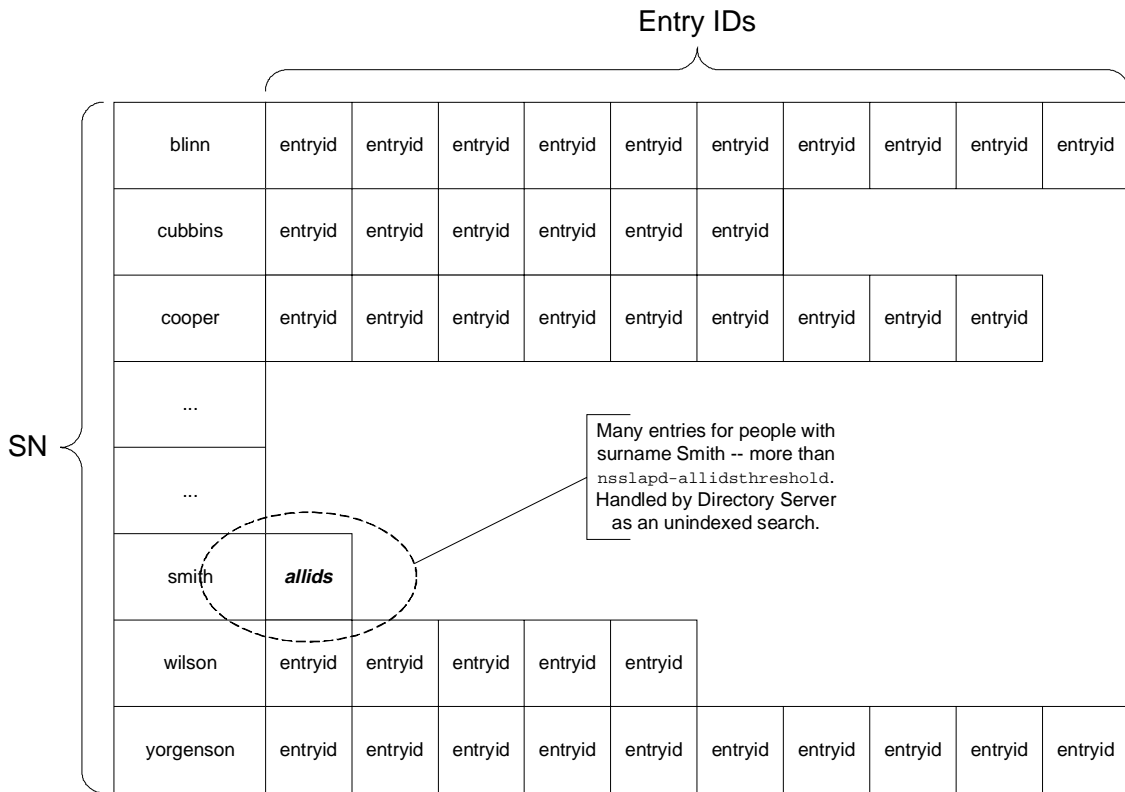 Entry IDs
blinn entryid entryid entryid entryid entryid entryid entryid entryid entryid entryid
cubbins entryid entryid entryid entryid entryid entryid
cooper entryid entryid entryid entryid entryid entryid entryid entryid entryid
...
SN
Many entries for people with
surname Smith -- more than
nsslapd-allidsthreshold.
Handled by Directory Server
as an unindexed search.
...
smith allids
wilson entryid entryid entryid entryid entryid
yorgenson entryid entryid entryid entryid entryid entryid entryid entryid entryid entryid